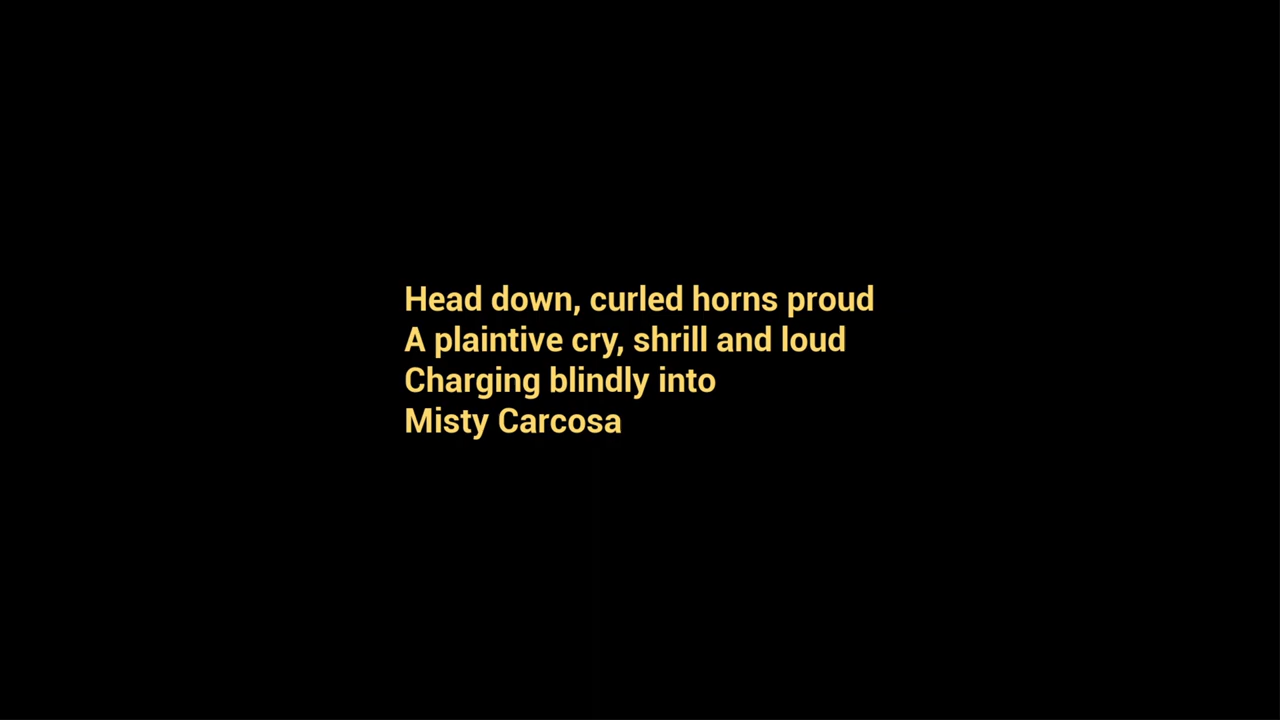 Head down, curled horns proud
A plaintive cry, shrill and loud
Charging blindly into
Misty Carcosa